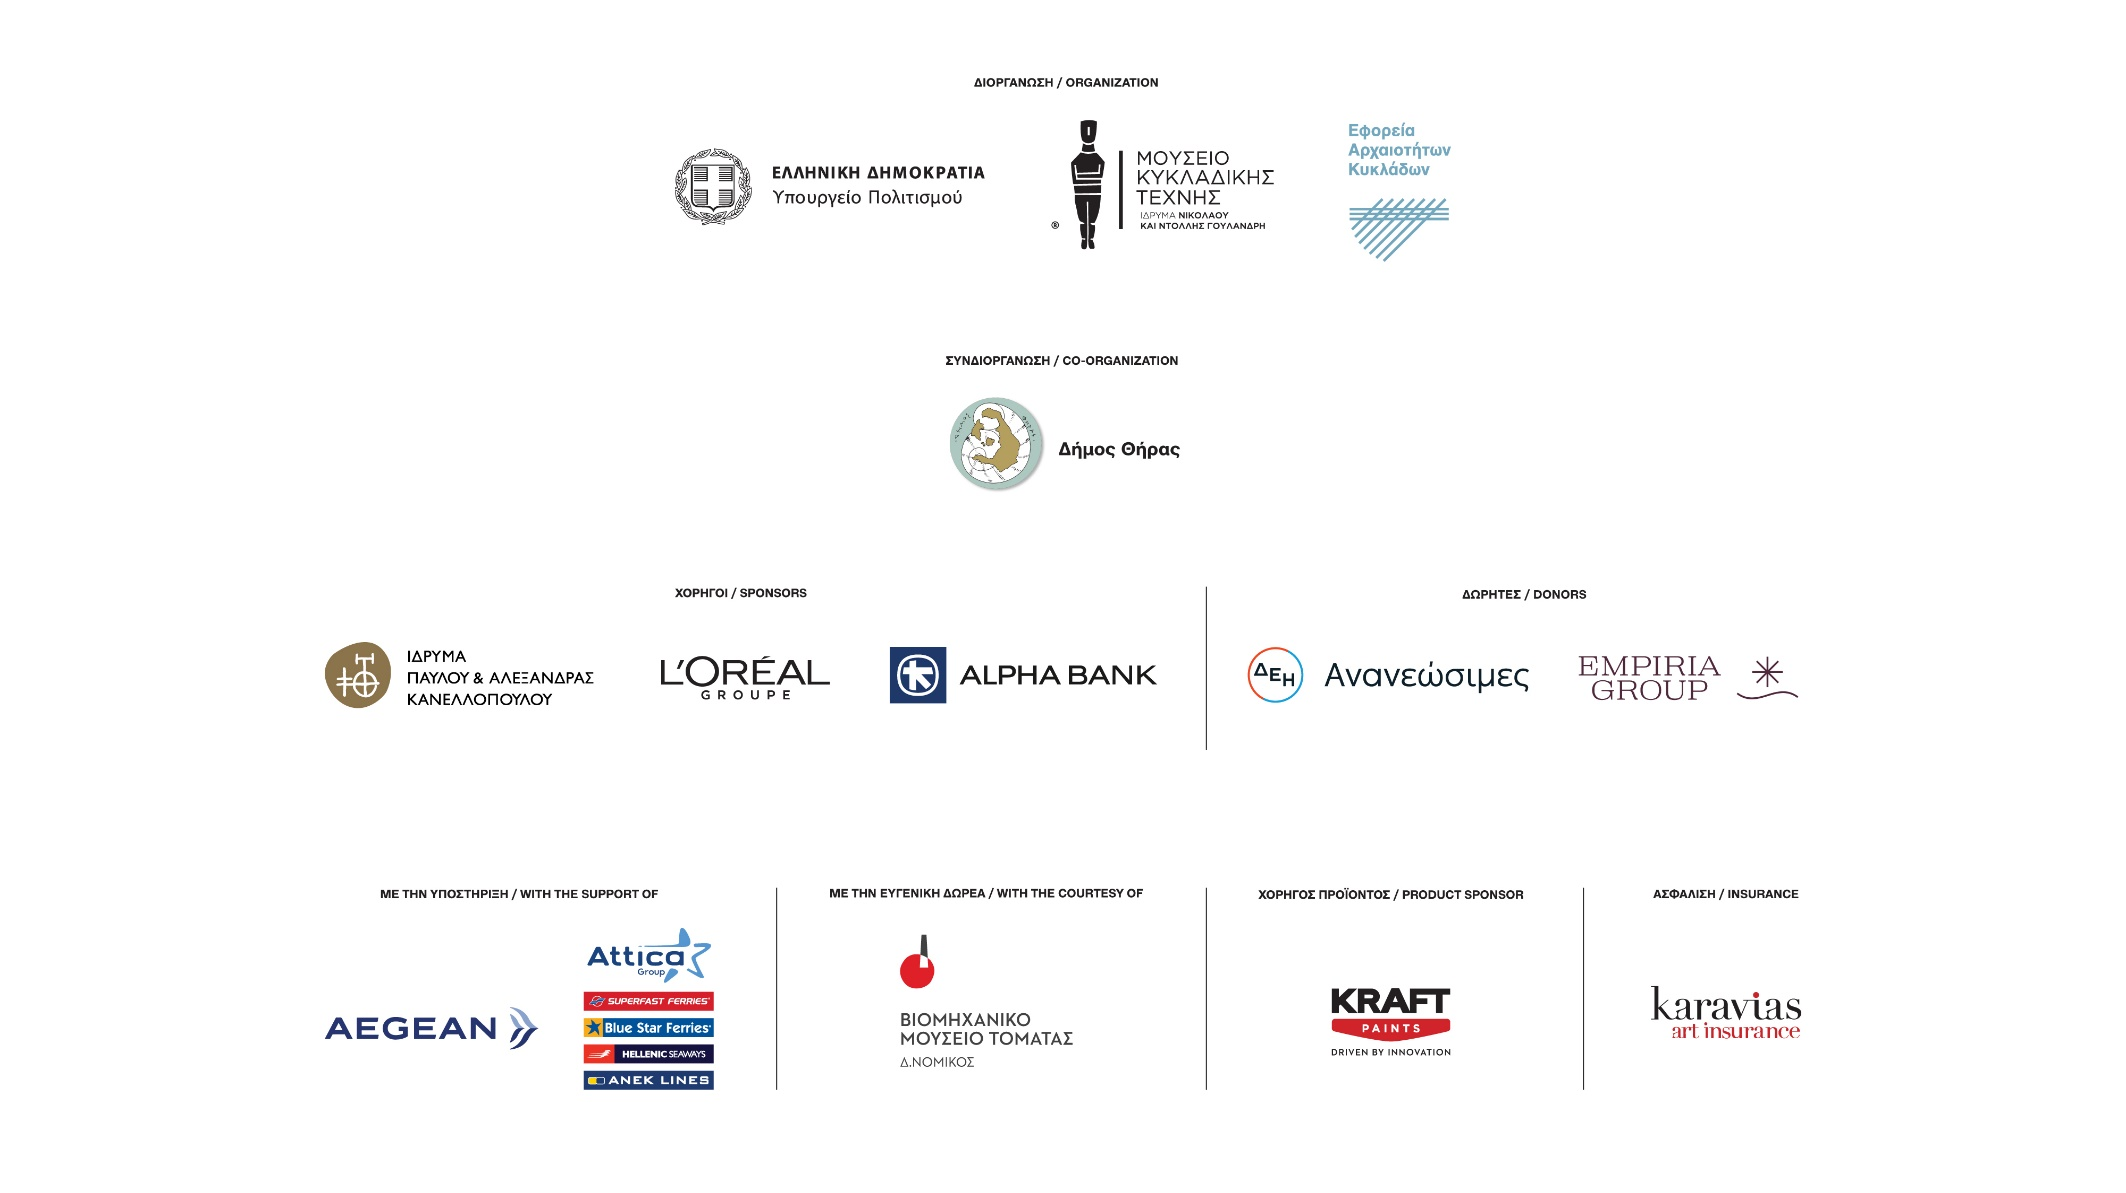 ΔΙΟΡΓΑΝΩΣΗ / ORGANIZATION
ΕΛΛΗΝΙΚΗ ΔΗΜΟΚΡΑΤΙΑ
Υπουργείο Πολιτισμού
ΜΟΥΣΕΙΟ
ΚΥΚΛΑΔΙΚΗΣ
ΤΕΧΝΗΣ
ΙΔΡΥΜΑ ΝΙΚΟΛΑΟΥ
ΚΑΙ ΝΤΟΛΛΗΣ ΓΟΥΛΑΝΔΡΗ
®
Εφορεία
Αρχαιοτήτων
Κυκλάδων
ΣΥΝΔΙΟΡΓΑΝΩΣΗ / CO-ORGANIZATION
Δήμος Θήρας
ΧΟΡΗΓΟΙ / SPONSORS
ΙΔΡΥΜΑ
ΠΑΥΛΟΥ & ΑΛΕΞΑΝΔΡΑΣ
ΚΑΝΕΛΛΟΠΟΥΛΟΥ
L'ORÉAL
GROUPE
ALPHA BANK
ΔΩΡΗΤΕΣ / DONORS
ΔΕΗ Ανανεώσιμες
EMPIRIA
GROUP
ΜΕ ΤΗΝ ΥΠΟΣΤΗΡΙΞΗ / WITH THE SUPPORT OF
AEGEAN
Attica
Group
SUPERFAST FERRIES
Blue Star Ferries
HELLENIC SEAWAYS
ANEK LINES
ΜΕ ΤΗΝ ΕΥΓΕΝΙΚΗ ΔΩΡΕΑ / WITH THE COURTESY OF
ΒΙΟΜΗΧΑΝΙΚΟ
ΜΟΥΣΕΙΟ ΤΟΜΑΤΑΣ
Δ.ΝΟΜΙΚΟΣ
ΧΟΡΗΓΟΣ ΠΡΟΪΟΝΤΟΣ / PRODUCT SPONSOR
KRAFT
PAINTS
DRIVEN BY INNOVATION
ΑΣΦΑΛΙΣΗ / INSURANCE
karavias
art insurance